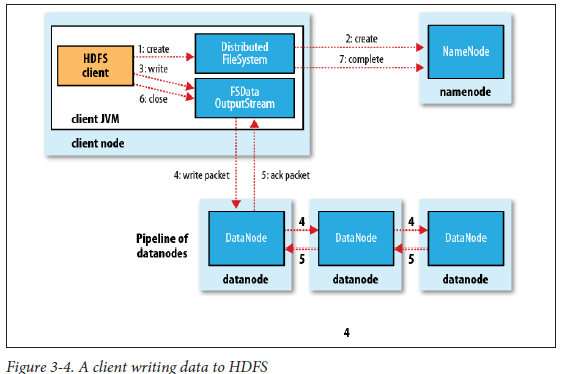 HDFS
client
1: create
3: write
6: close
Distributed
FileSystem
FSData
OutputStream
client JVM
client node
2: create
7: complete
NameNode
namenode
4: write packet
5: ack packet
Pipeline of
datanodes
DataNode
datanode
4
5
DataNode
datanode
4
5
DataNode
datanode
4
Figure 3-4. A client writing data to HDFS